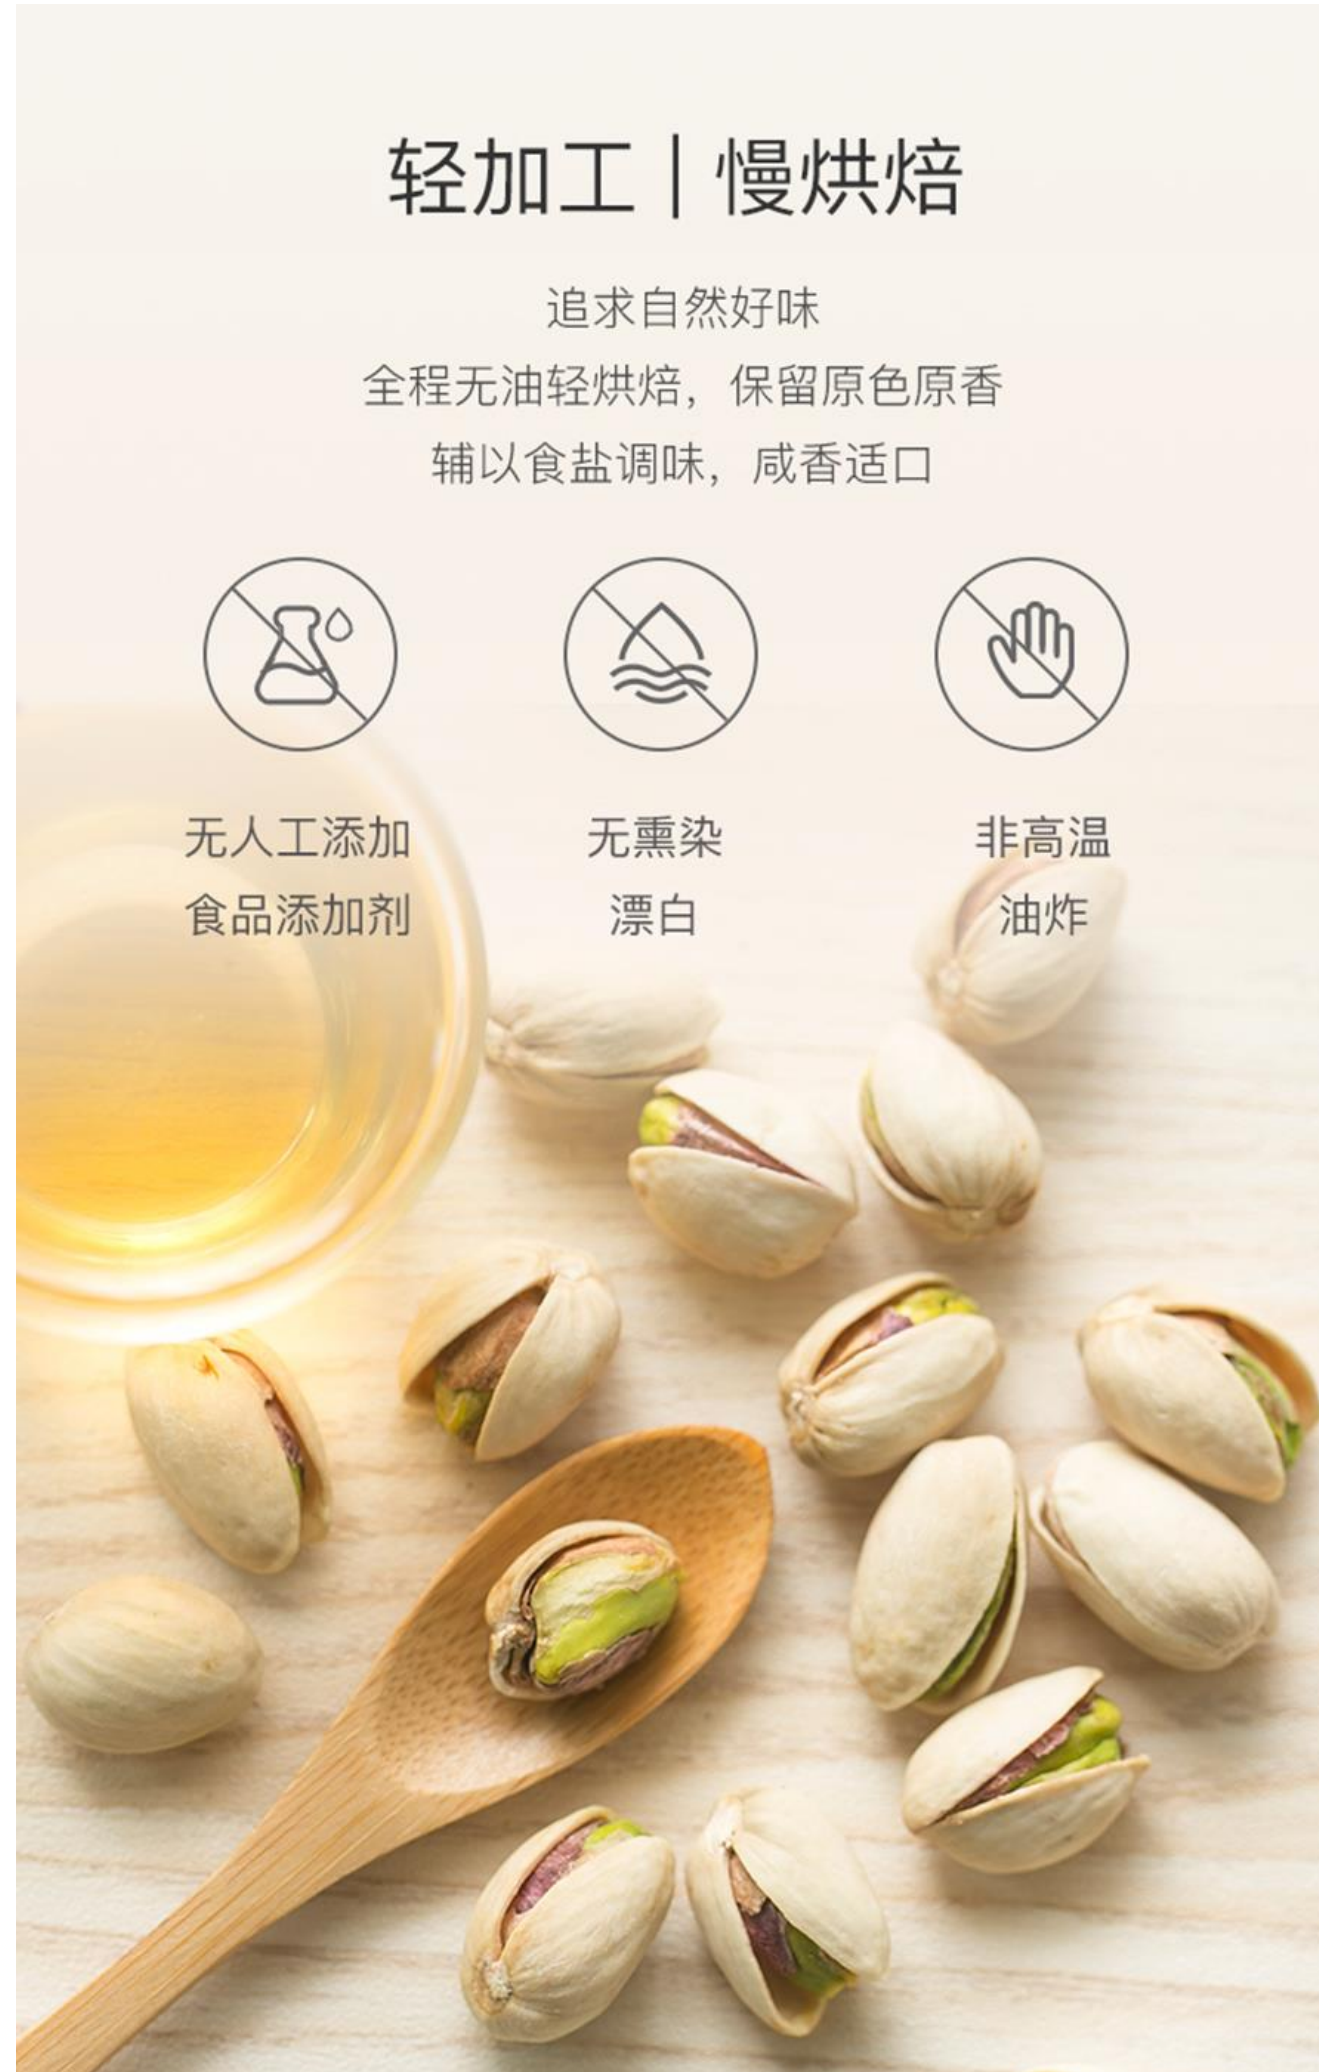 轻加工 | 慢烘焙
追求自然好味
全程无油轻烘焙，保留原色原香
辅以食盐调味，咸香适口
无人工添加
食品添加剂
无熏染
漂白
非高温
油炸